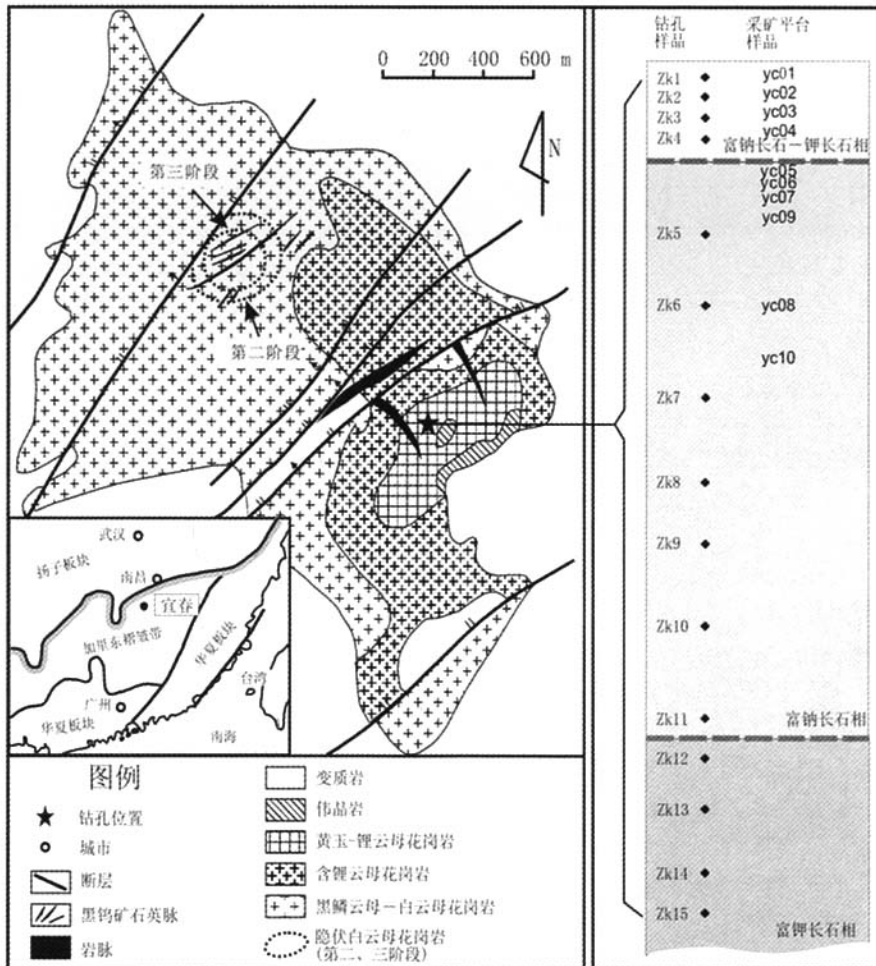 0 200 400 600 m
N
第三阶段
第二阶段
武汉
扬子板块
南昌
宜春
加里东褶皱带
华夏板块
台湾
广州
华夏板块
南海
图例
钻孔位置
城市
断层
黑钨矿石英脉
岩脉
变质岩
伟晶岩
黄玉-锂云母花岗岩
含锂云母花岗岩
黑鳞云母-白云母花岗岩
隐伏白云母花岗岩
(第二、三阶段)
钻孔
样品
采矿平台
样品
Zk1
yc01
Zk2
yc02
Zk3
yc03
Zk4
yc04
富钠长石-钾长石相
yc05
yc06
yc07
yc09
Zk5
Zk6
yc08
yc10
Zk7
Zk8
Zk9
Zk10
Zk11
富钠长石相
Zk12
Zk13
Zk14
Zk15
富钾长石相